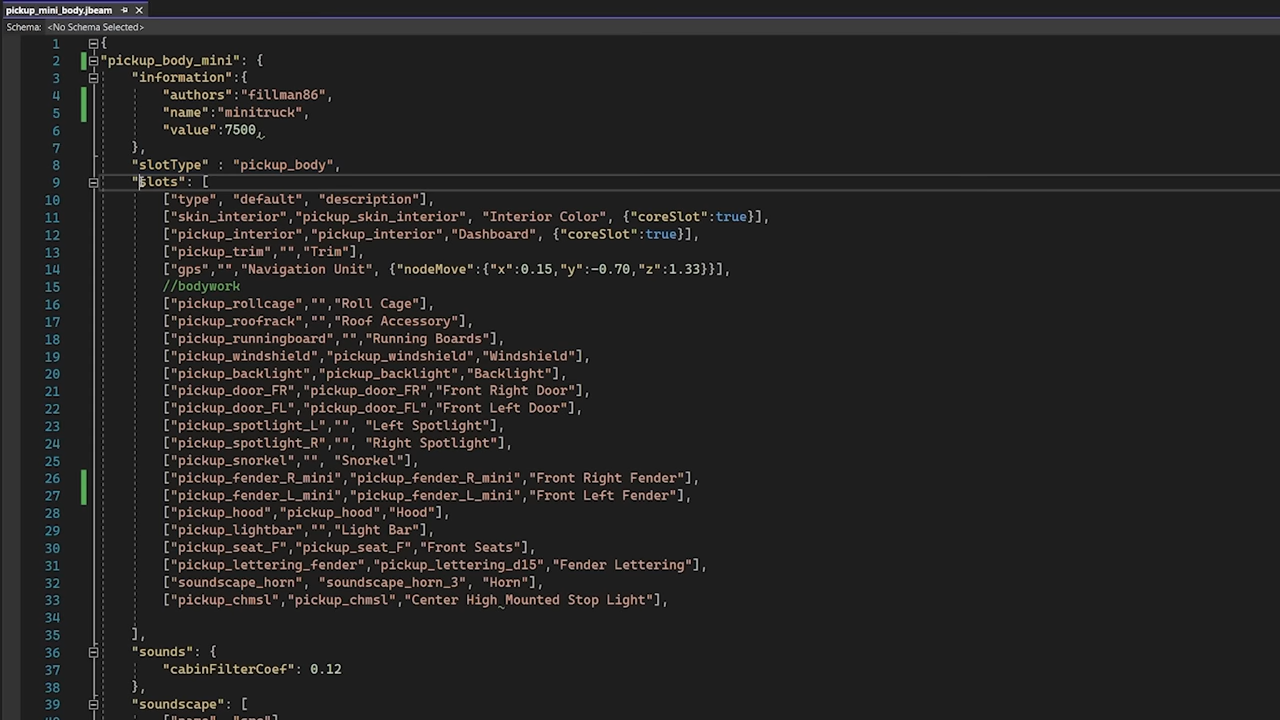 pickup_mini_body.jbeam
Schema: <No Schema Selected>
1 {
2 "pickup_body_mini": {
3 "information":{
4 "authors":"fillman86",
5 "name":"minitruck",
6 "value":7500,
7 },
8 "slotType" : "pickup_body",
9 "slots": [
10 ["type", "default", "description"],
11 ["skin_interior","pickup_skin_interior", "Interior Color", {"coreSlot":true}],
12 ["pickup_interior","pickup_interior","Dashboard", {"coreSlot":true}],
13 ["pickup_trim","","Trim"],
14 ["gps","","Navigation Unit", {"nodeMove":{"x":0.15,"y":-0.70,"z":1.33}}],
15 //bodywork
16 ["pickup_rollcage","","Roll Cage"],
17 ["pickup_roofrack","","Roof Accessory"],
18 ["pickup_runningboard","","Running Boards"],
19 ["pickup_windshield","pickup_windshield","Windshield"],
20 ["pickup_backlight","pickup_backlight","Backlight"],
21 ["pickup_door_FR","pickup_door_FR","Front Right Door"],
22 ["pickup_door_FL","pickup_door_FL","Front Left Door"],
23 ["pickup_spotlight_L","", "Left Spotlight"],
24 ["pickup_spotlight_R","", "Right Spotlight"],
25 ["pickup_snorkel","", "Snorkel"],
26 ["pickup_fender_R_mini","pickup_fender_R_mini","Front Right Fender"],
27 ["pickup_fender_L_mini","pickup_fender_L_mini","Front Left Fender"],
28 ["pickup_hood","pickup_hood","Hood"],
29 ["pickup_lightbar","","Light Bar"],
30 ["pickup_seat_F","pickup_seat_F","Front Seats"],
31 ["pickup_lettering_fender","pickup_lettering_d15","Fender Lettering"],
32 ["soundscape_horn", "soundscape_horn_3", "Horn"],
33 ["pickup_chmsl","pickup_chmsl","Center High Mounted Stop Light"],
34
35 ],
36 "sounds": {
37 "cabinFilterCoef": 0.12
38 },
39 "soundscape": [